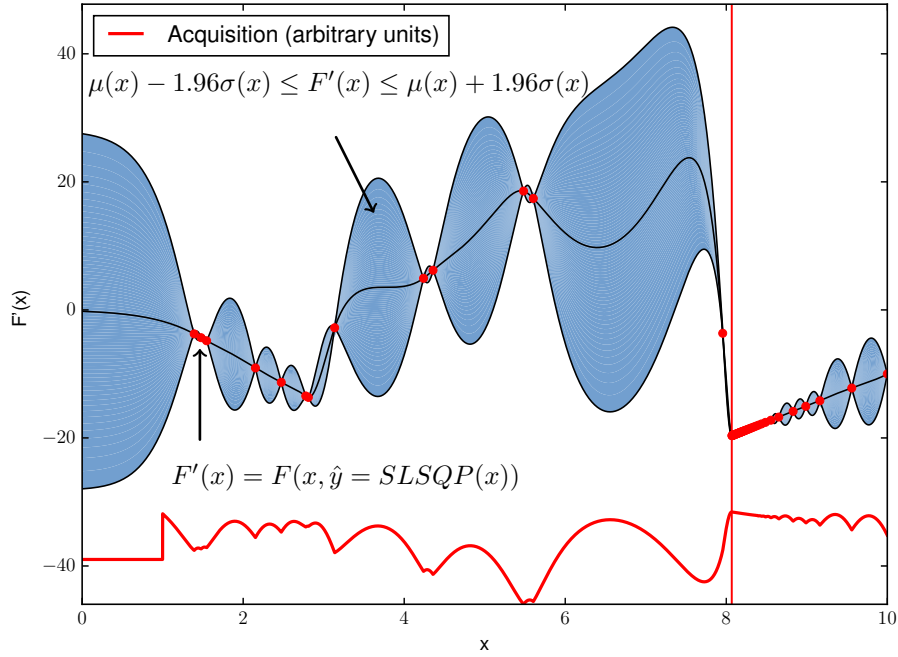 Acquisition (arbitrary units)
μ(x) − 1.96σ(x) ≤ F′(x) ≤ μ(x) + 1.96σ(x)
F′(x) = F(x, ŷ = SLSQP(x))
F'(x)
40
20
0
−20
−40
0 2 4 6 8 10
x